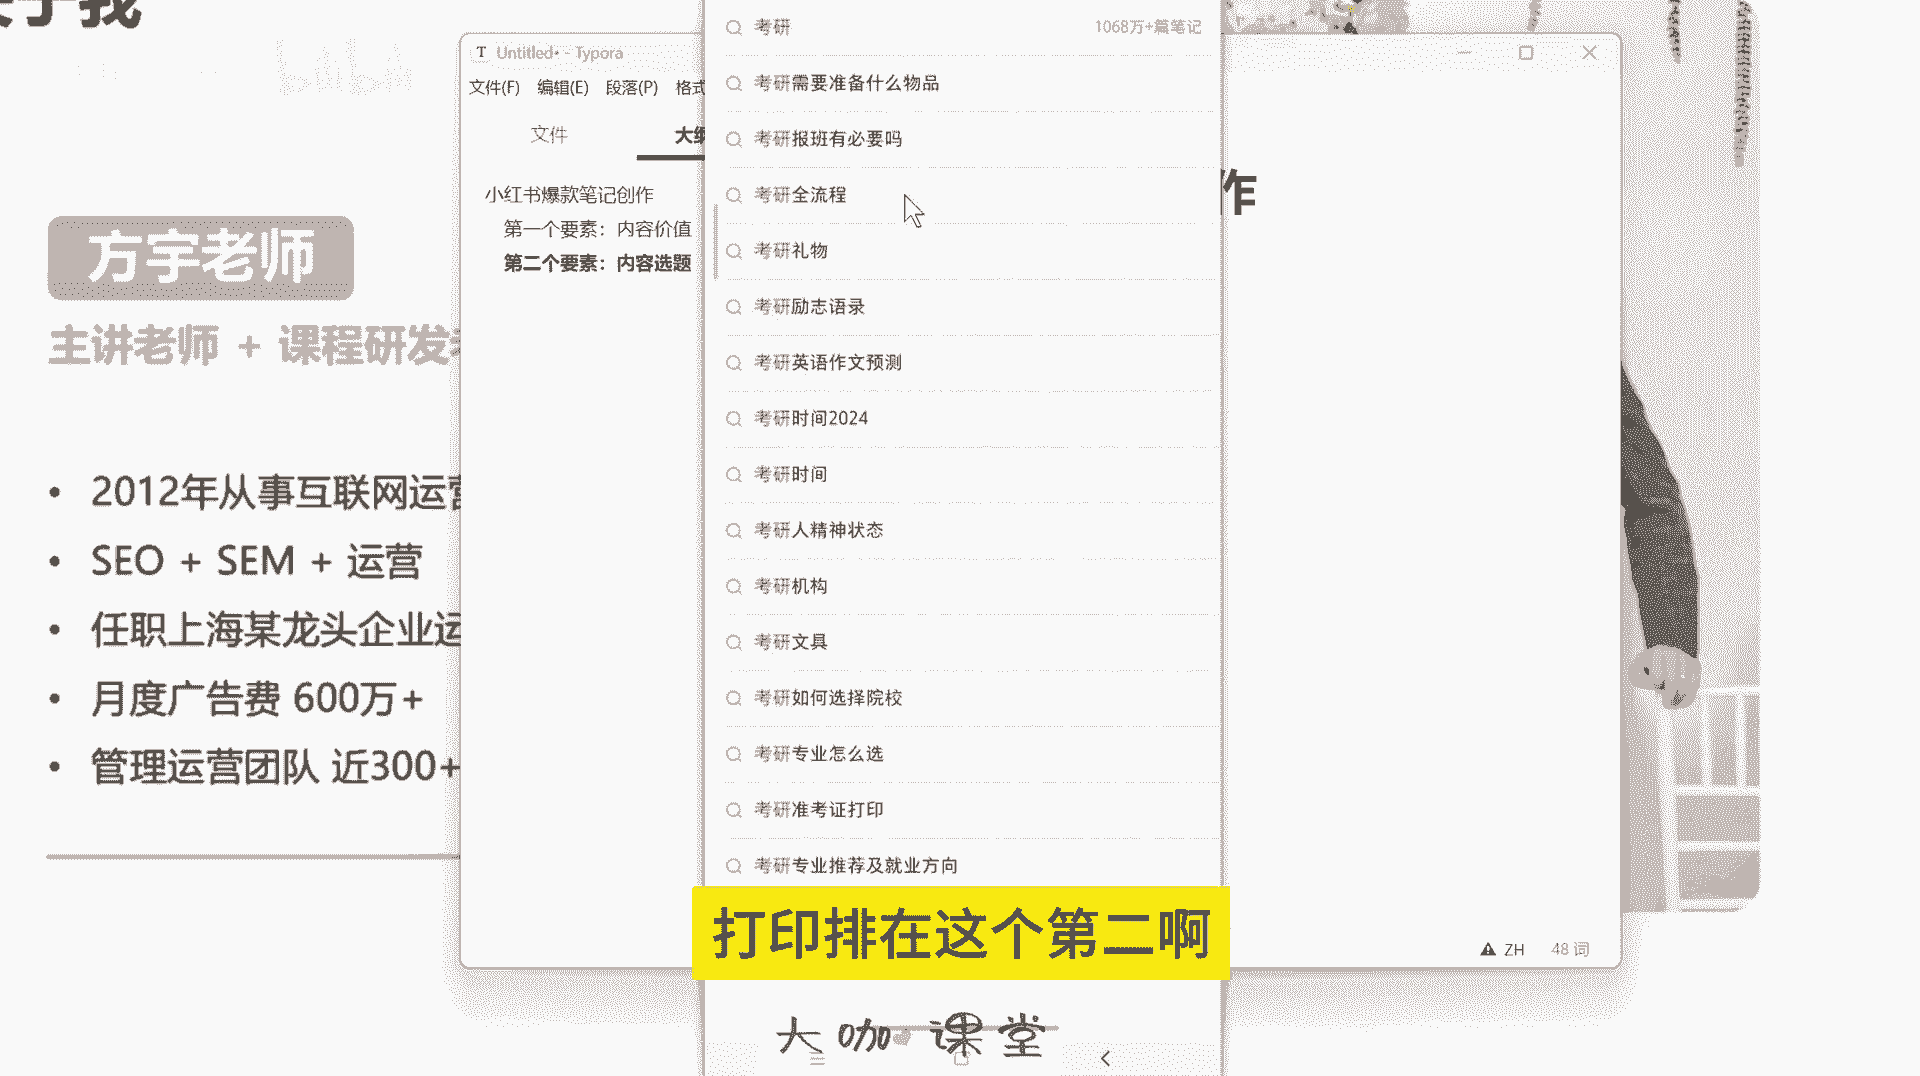 关于我
方宇老师
主讲老师 + 课程研发
2012年从事互联网运营
SEO + SEM + 运营
任职上海某龙头企业运
月度广告费 600万+
管理运营团队 近300+
Untitled• - Typora
文件(F) 编辑(E) 段落(P) 格式
文件 大纲
小红书爆款笔记创作
第一个要素：内容价值
第二个要素：内容选题
作
考研 1068万+篇笔记
考研需要准备什么物品
考研报班有必要吗
考研全流程
考研礼物
考研励志语录
考研英语作文预测
考研时间2024
考研时间
考研人精神状态
考研机构
考研文具
考研如何选择院校
考研专业怎么选
考研准考证打印
考研专业推荐及就业方向
打印排在这个第二啊
ZH 48 词
大咖课堂
bilibili